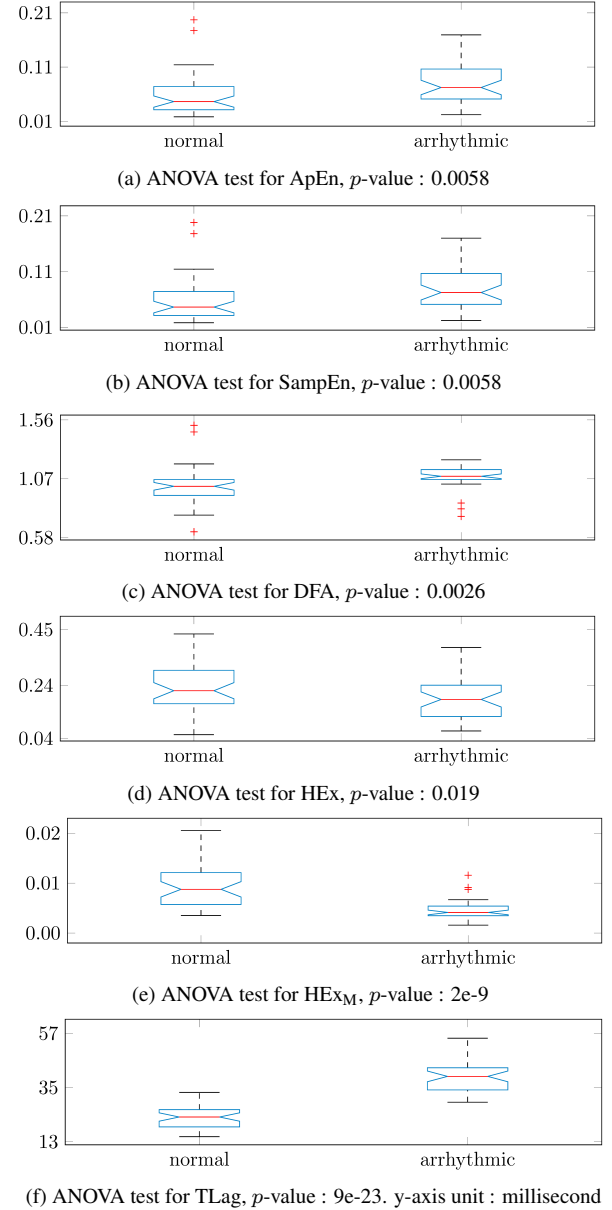 0.21
0.11
0.01
normal arrhythmic
(a) ANOVA test for ApEn, p-value : 0.0058
0.21
0.11
0.01
normal arrhythmic
(b) ANOVA test for SampEn, p-value : 0.0058
1.56
1.07
0.58
normal arrhythmic
(c) ANOVA test for DFA, p-value : 0.0026
0.45
0.24
0.04
normal arrhythmic
(d) ANOVA test for HEx, p-value : 0.019
0.02
0.01
0.00
normal arrhythmic
(e) ANOVA test for HExM, p-value : 2e-9
57
35
13
normal arrhythmic
(f) ANOVA test for TLag, p-value : 9e-23. y-axis unit : millisecond